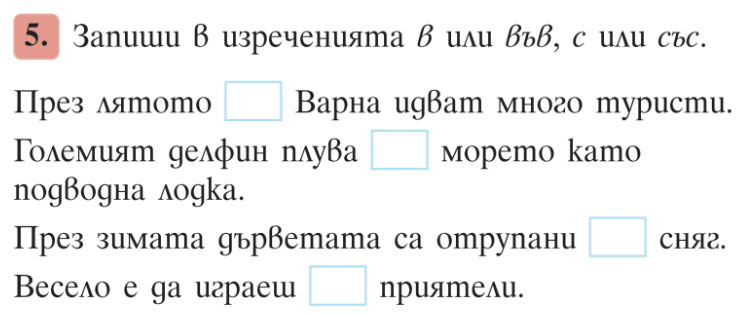 5. Запиши в изреченията в или във, с или със.
През лятото Варна идват много туристи.
Големият делфин плува морето като
подводна лодка.
През зимата дърветата са отрупани сняг.
Весело е да играеш приятели.